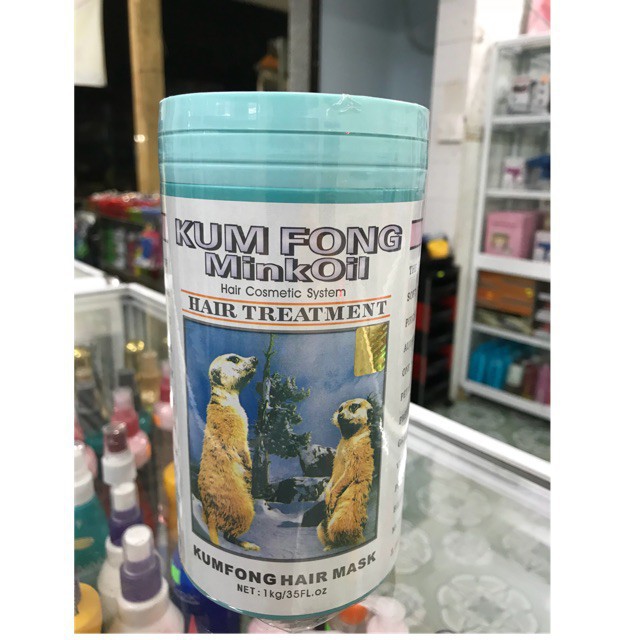 KUM FONG
MinkOil
Hair Cosmetic System
HAIR TREATMENT
KUMFONG HAIR MASK
NET : 1kg/35FL.oz